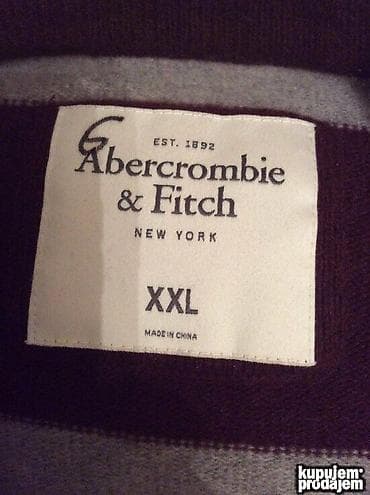 G
EST. 1892
Abercrombie
& Fitch
NEW YORK
XXL
MADE IN CHINA
kupujem
prodajem